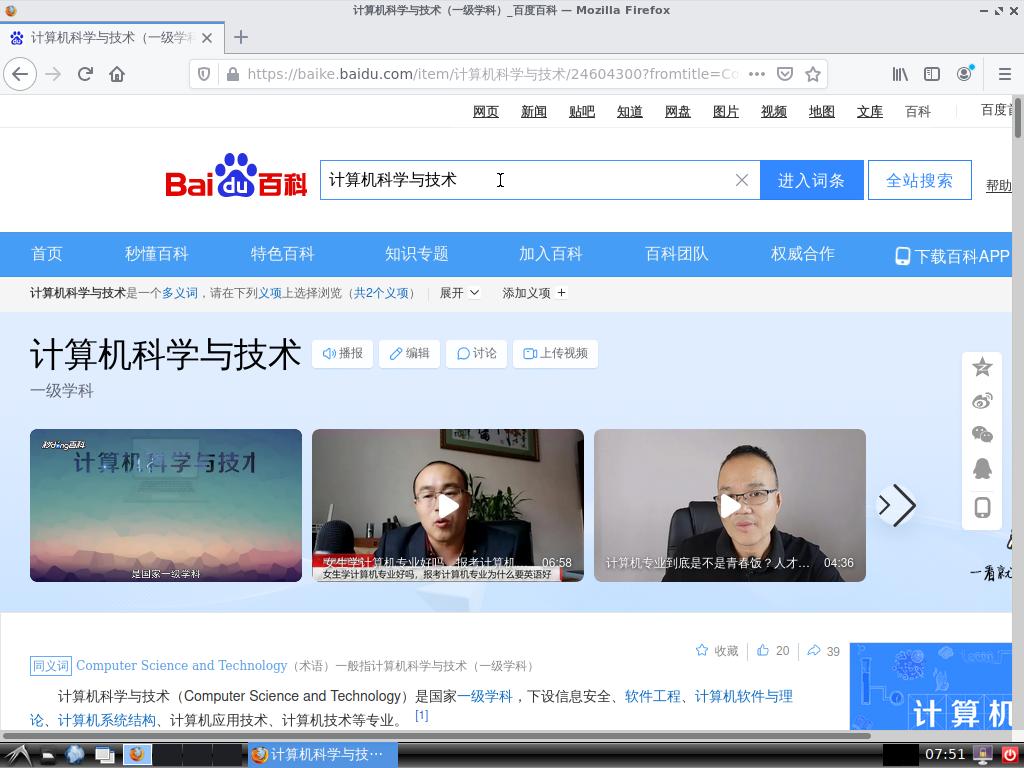 计算机科学与技术（一级学科）_百度百科 — Mozilla Firefox
计算机科学与技术（一级学科
https://baike.baidu.com/item/计算机科学与技术/24604300?fromtitle=Co
网页 新闻 贴吧 知道 网盘 图片 视频 地图 文库 百科 百度首
Bai du 百科
计算机科学与技术
进入词条 全站搜索 帮助
首页 秒懂百科 特色百科 知识专题 加入百科 百科团队 权威合作 下载百科APP
计算机科学与技术是一个多义词，请在下列义项上选择浏览（共2个义项） 展开 添加义项
计算机科学与技术 播报 编辑 讨论 上传视频
一级学科
秒dǒng百科
计算机科学与技术
是国家一级学科
女生学计算机专业好吗，报考计算机... 06:58
女生学计算机专业好吗，报考计算机专业为什么要英语好
计算机专业到底是不是青春饭？人才... 04:36
一看就
收藏 20 39
同义词 Computer Science and Technology（术语）一般指计算机科学与技术（一级学科）
计算机科学与技术（Computer Science and Technology）是国家一级学科，下设信息安全、软件工程、计算机软件与理
论、计算机系统结构、计算机应用技术、计算机技术等专业。 [1]
计算机
计算机科学与技…
07:51